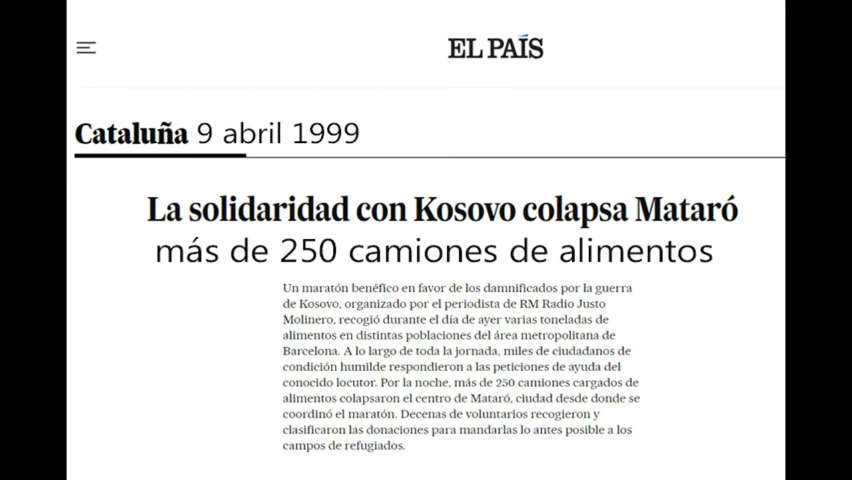 EL PAÍS
Cataluña 9 abril 1999
La solidaridad con Kosovo colapsa Mataró
más de 250 camiones de alimentos
Un maratón benéfico en favor de los damnificados por la guerra
de Kosovo, organizado por el periodista de RM Radio Justo
Molinero, recogió durante el día de ayer varias toneladas de
alimentos en distintas poblaciones del área metropolitana de
Barcelona. A lo largo de toda la jornada, miles de ciudadanos de
condición humilde respondieron a las peticiones de ayuda del
conocido locutor. Por la noche, más de 250 camiones cargados de
alimentos colapsaron el centro de Mataró, ciudad desde donde se
coordinó el maratón. Decenas de voluntarios recogieron y
clasificaron las donaciones para mandarlas lo antes posible a los
campos de refugiados.